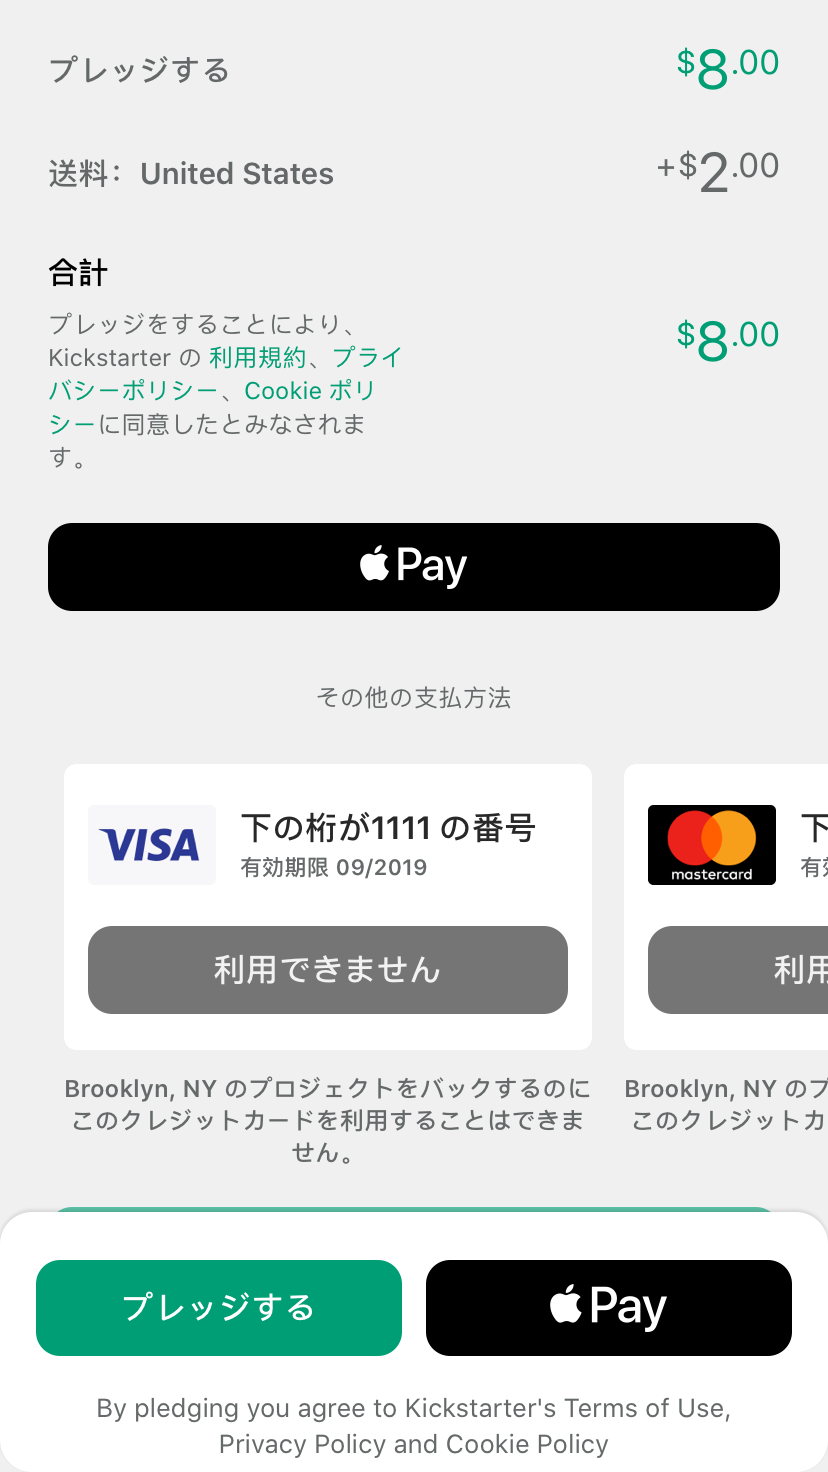 プレッジする $8.00
送料： United States +$2.00
合計
プレッジをすることにより、
Kickstarter の 利用規約、プライ
バシーポリシー、Cookie ポリ
シーに同意したとみなされま
す。
$8.00
Pay
その他の支払方法
VISA
下の桁が1111 の番号
有効期限 09/2019
利用できません
Brooklyn, NY のプロジェクトをバックするのに
このクレジットカードを利用することはできま
せん。
mastercard
下
有
利用
Brooklyn, NY のプ
このクレジットカ
プレッジする
Pay
By pledging you agree to Kickstarter's Terms of Use,
Privacy Policy and Cookie Policy